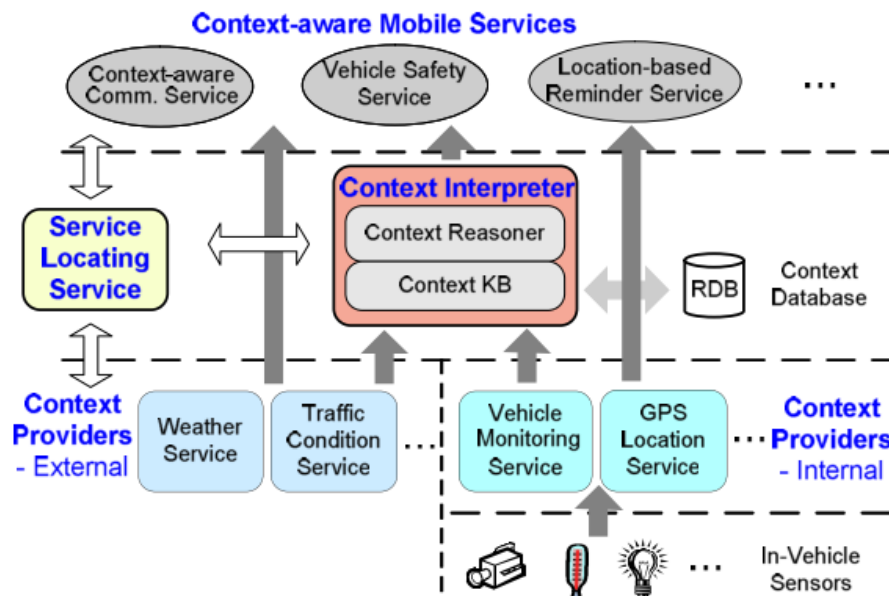 Context-aware Mobile Services
Context-aware
Comm. Service
Vehicle Safety
Service
Location-based
Reminder Service
...
Context Interpreter
Context Reasoner
Context KB
Service
Locating
Service
RDB
Context
Database
Context
Providers
- External
Weather
Service
Traffic
Condition
Service
...
Vehicle
Monitoring
Service
GPS
Location
Service
...
Context
Providers
- Internal
...
In-Vehicle
Sensors